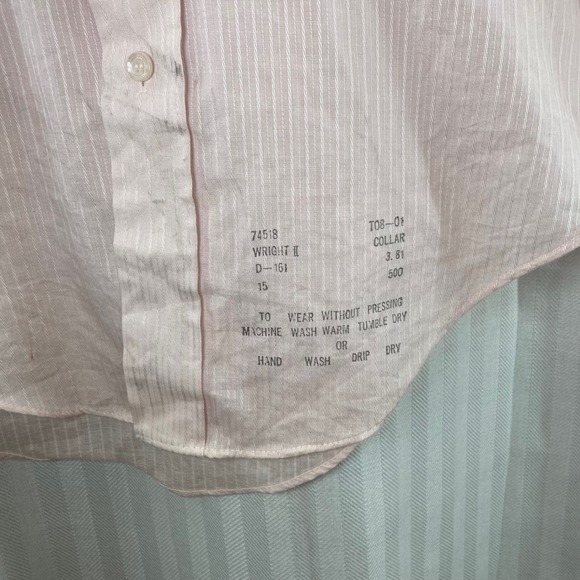 74518 TO8-01
WRIGHT II COLLAR
D-161 3.81
15 500
TO WEAR WITHOUT PRESSING
MACHINE WASH WARM TUMBLE DRY
OR
HAND WASH DRIP DRY